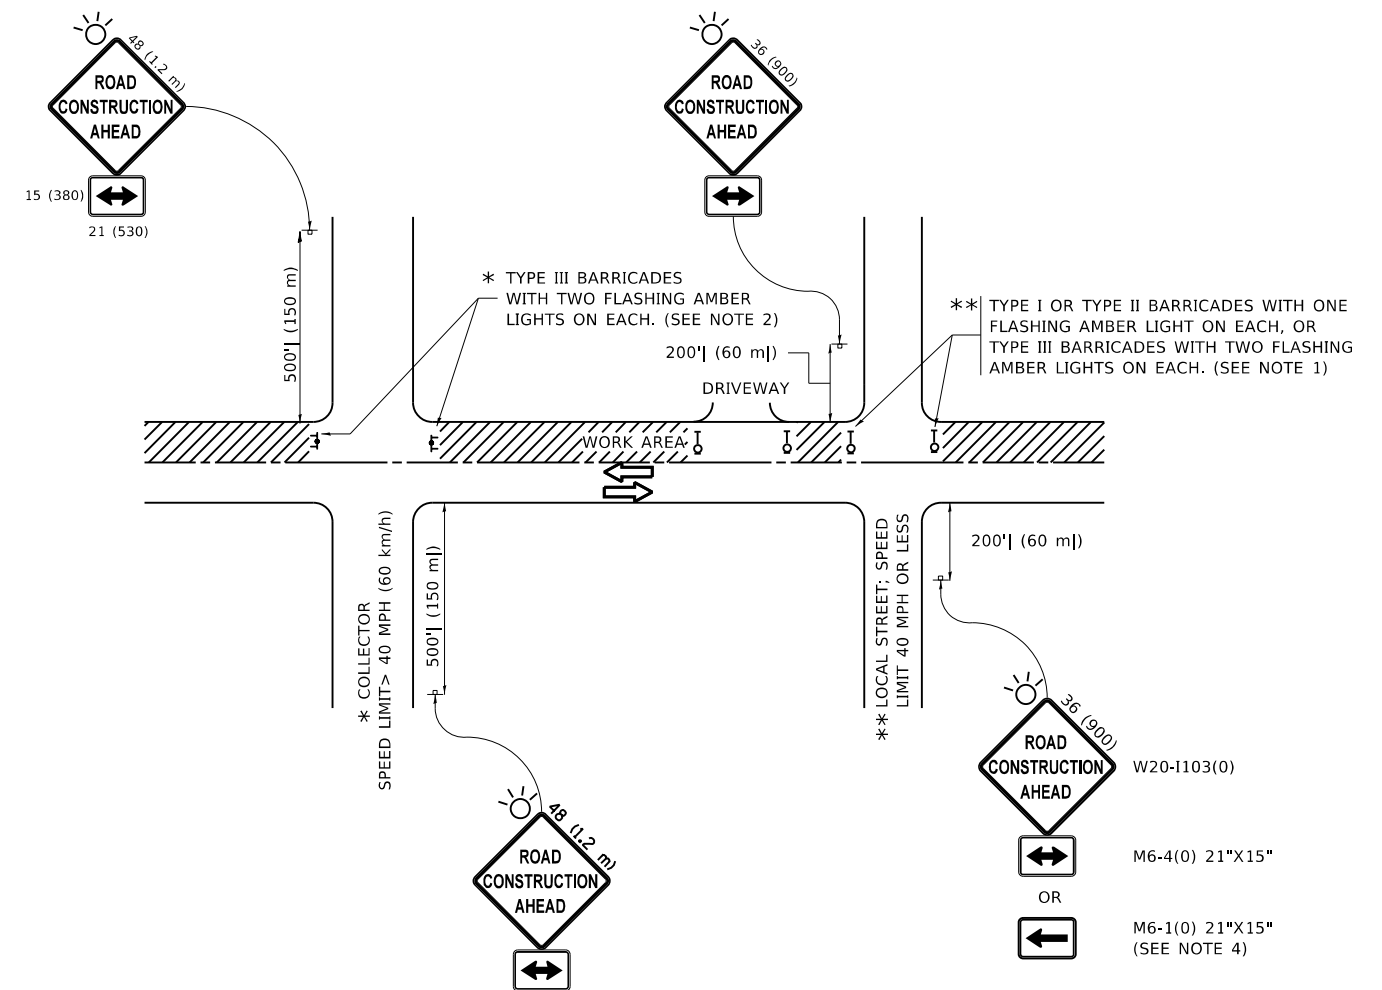 48 (1.2 m)
ROAD
CONSTRUCTION
AHEAD
15 (380)
21 (530)
36 (900)
ROAD
CONSTRUCTION
AHEAD
500'| (150 m)
* TYPE III BARRICADES
WITH TWO FLASHING AMBER
LIGHTS ON EACH. (SEE NOTE 2)
200'| (60 m|)
DRIVEWAY
** TYPE I OR TYPE II BARRICADES WITH ONE
FLASHING AMBER LIGHT ON EACH, OR
TYPE III BARRICADES WITH TWO FLASHING
AMBER LIGHTS ON EACH. (SEE NOTE 1)
WORK AREA
* COLLECTOR
SPEED LIMIT> 40 MPH (60 km/h)
500'| (150 m|)
** LOCAL STREET; SPEED
LIMIT 40 MPH OR LESS
200'| (60 m|)
48 (1.2 m)
ROAD
CONSTRUCTION
AHEAD
36 (900)
ROAD
CONSTRUCTION
AHEAD
W20-I103(0)
M6-4(0) 21"X15"
OR
M6-1(0) 21"X15"
(SEE NOTE 4)